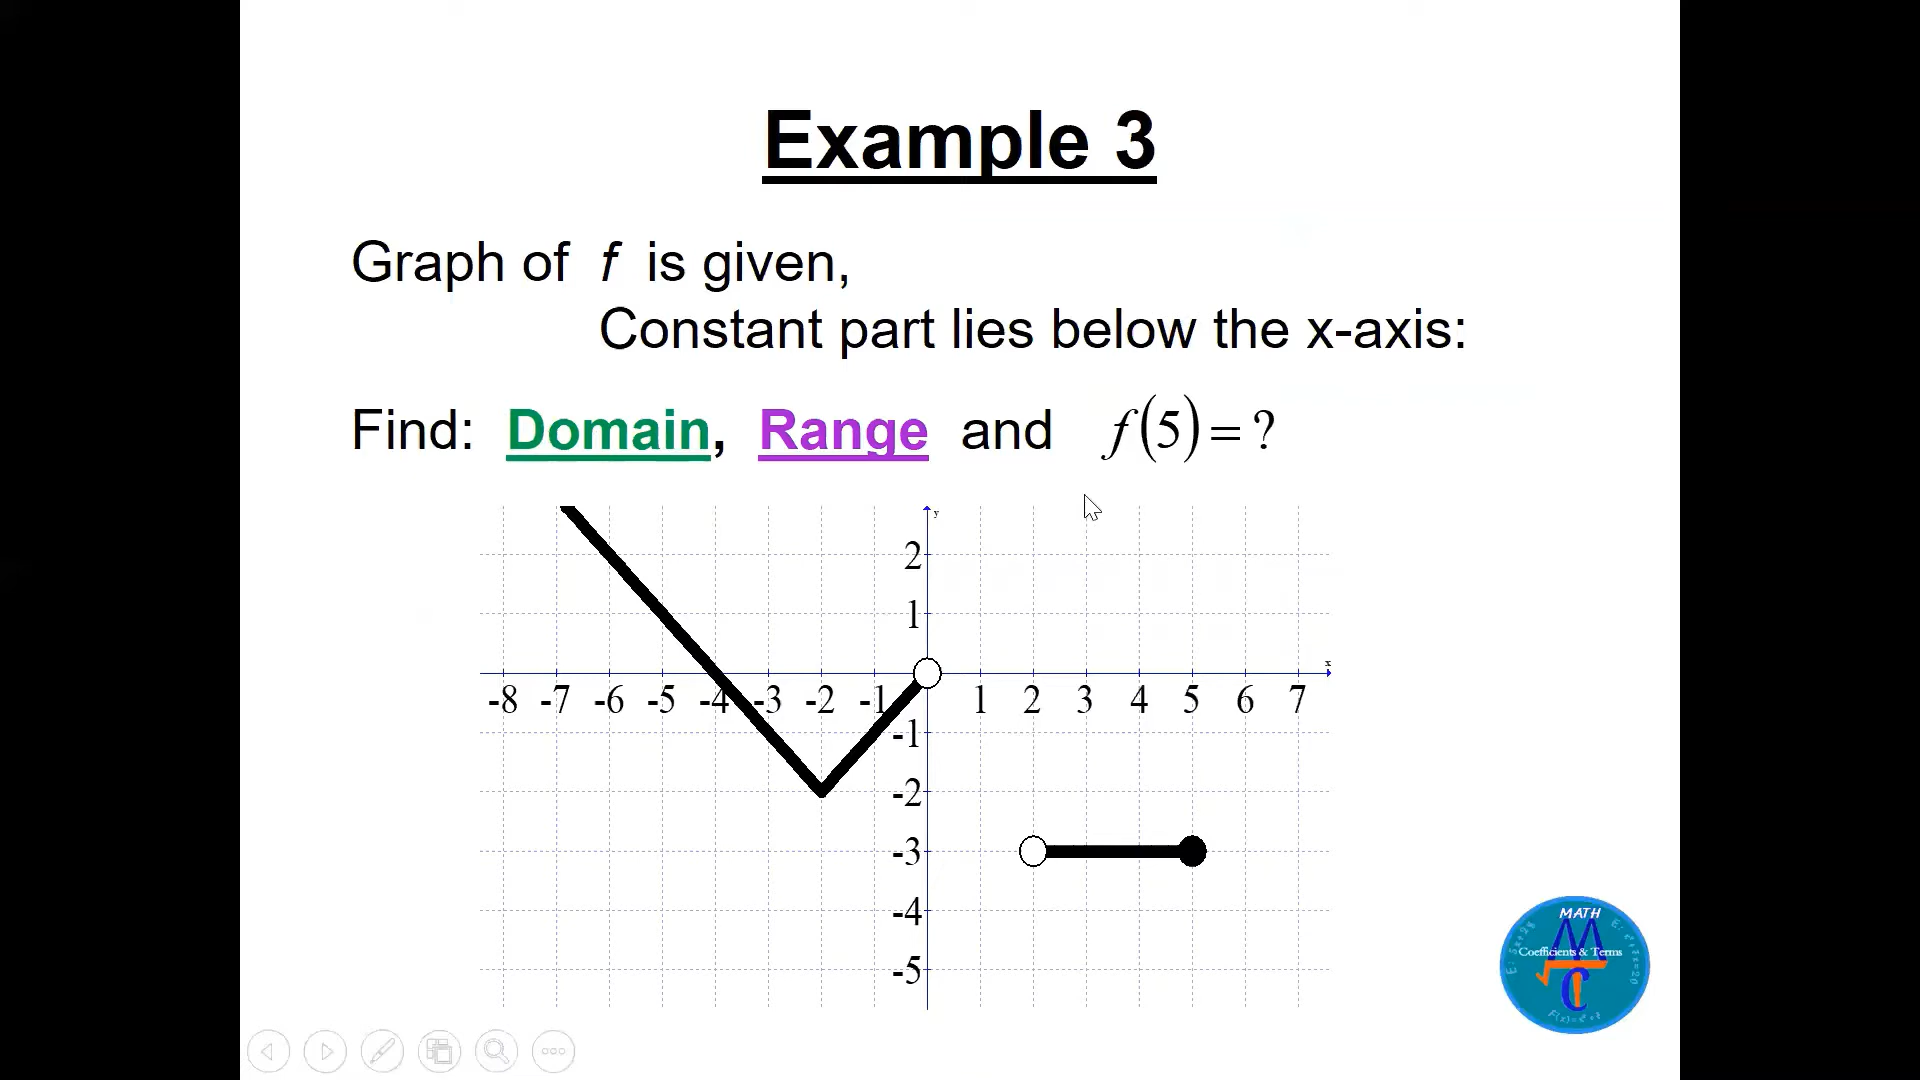 Example 3
Graph of f is given,
Constant part lies below the x-axis:
Find: Domain, Range and f(5) = ?
y
2
1
x
-8 -7 -6 -5 -4 -3 -2 -1 1 2 3 4 5 6 7
-1
-2
-3
-4
-5
MATH
Coefficients & Terms